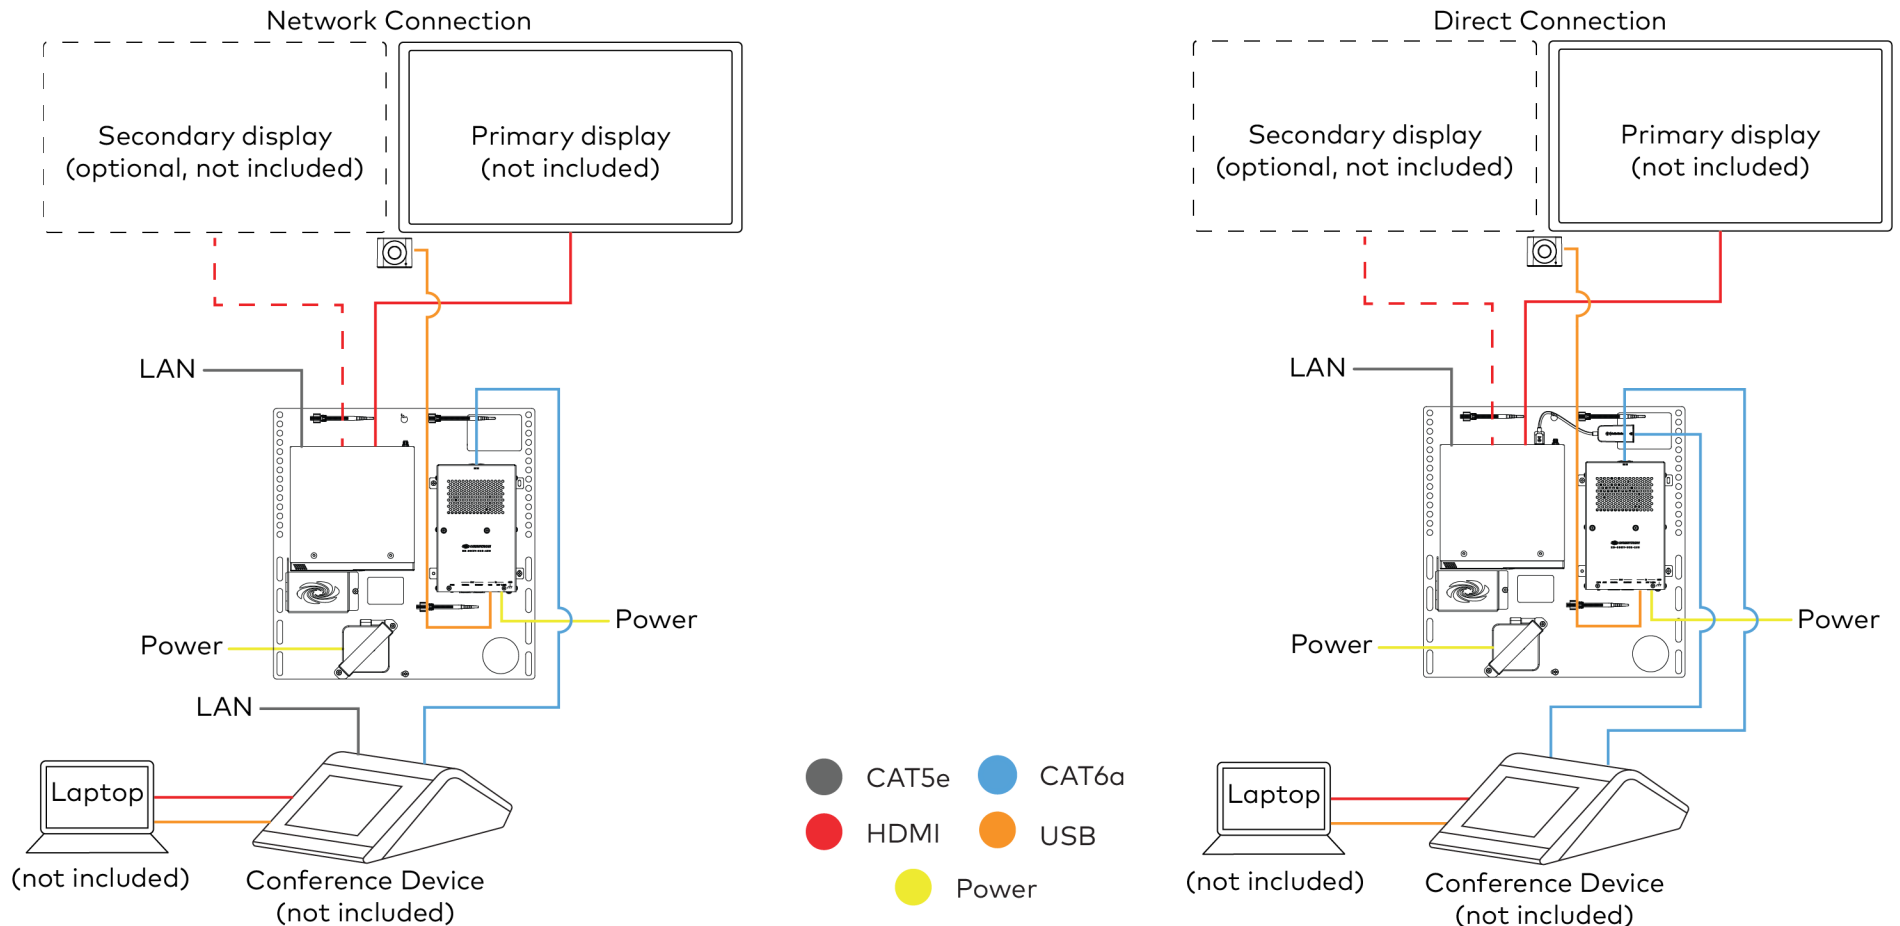 Network Connection
Secondary display
(optional, not included)
Primary display
(not included)
LAN
Power
Power
LAN
Laptop
(not included)
Conference Device
(not included)
CAT5e
CAT6a
HDMI
USB
Power
Direct Connection
Secondary display
(optional, not included)
Primary display
(not included)
LAN
Power
Power
Laptop
(not included)
Conference Device
(not included)